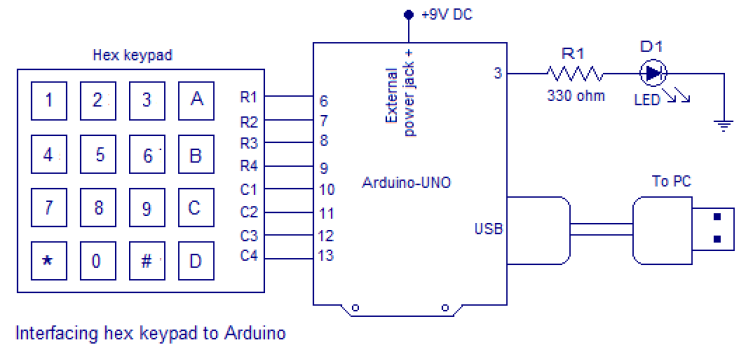 +9V DC
Hex keypad
External
power jack +
R1
D1
3
330 ohm
LED
1 2 3 A
4 5 6 B
7 8 9 C
* 0 # D
R1 6
R2 7
R3 8
R4 9
C1 10
C2 11
C3 12
C4 13
Arduino-UNO
USB
To PC
Interfacing hex keypad to Arduino